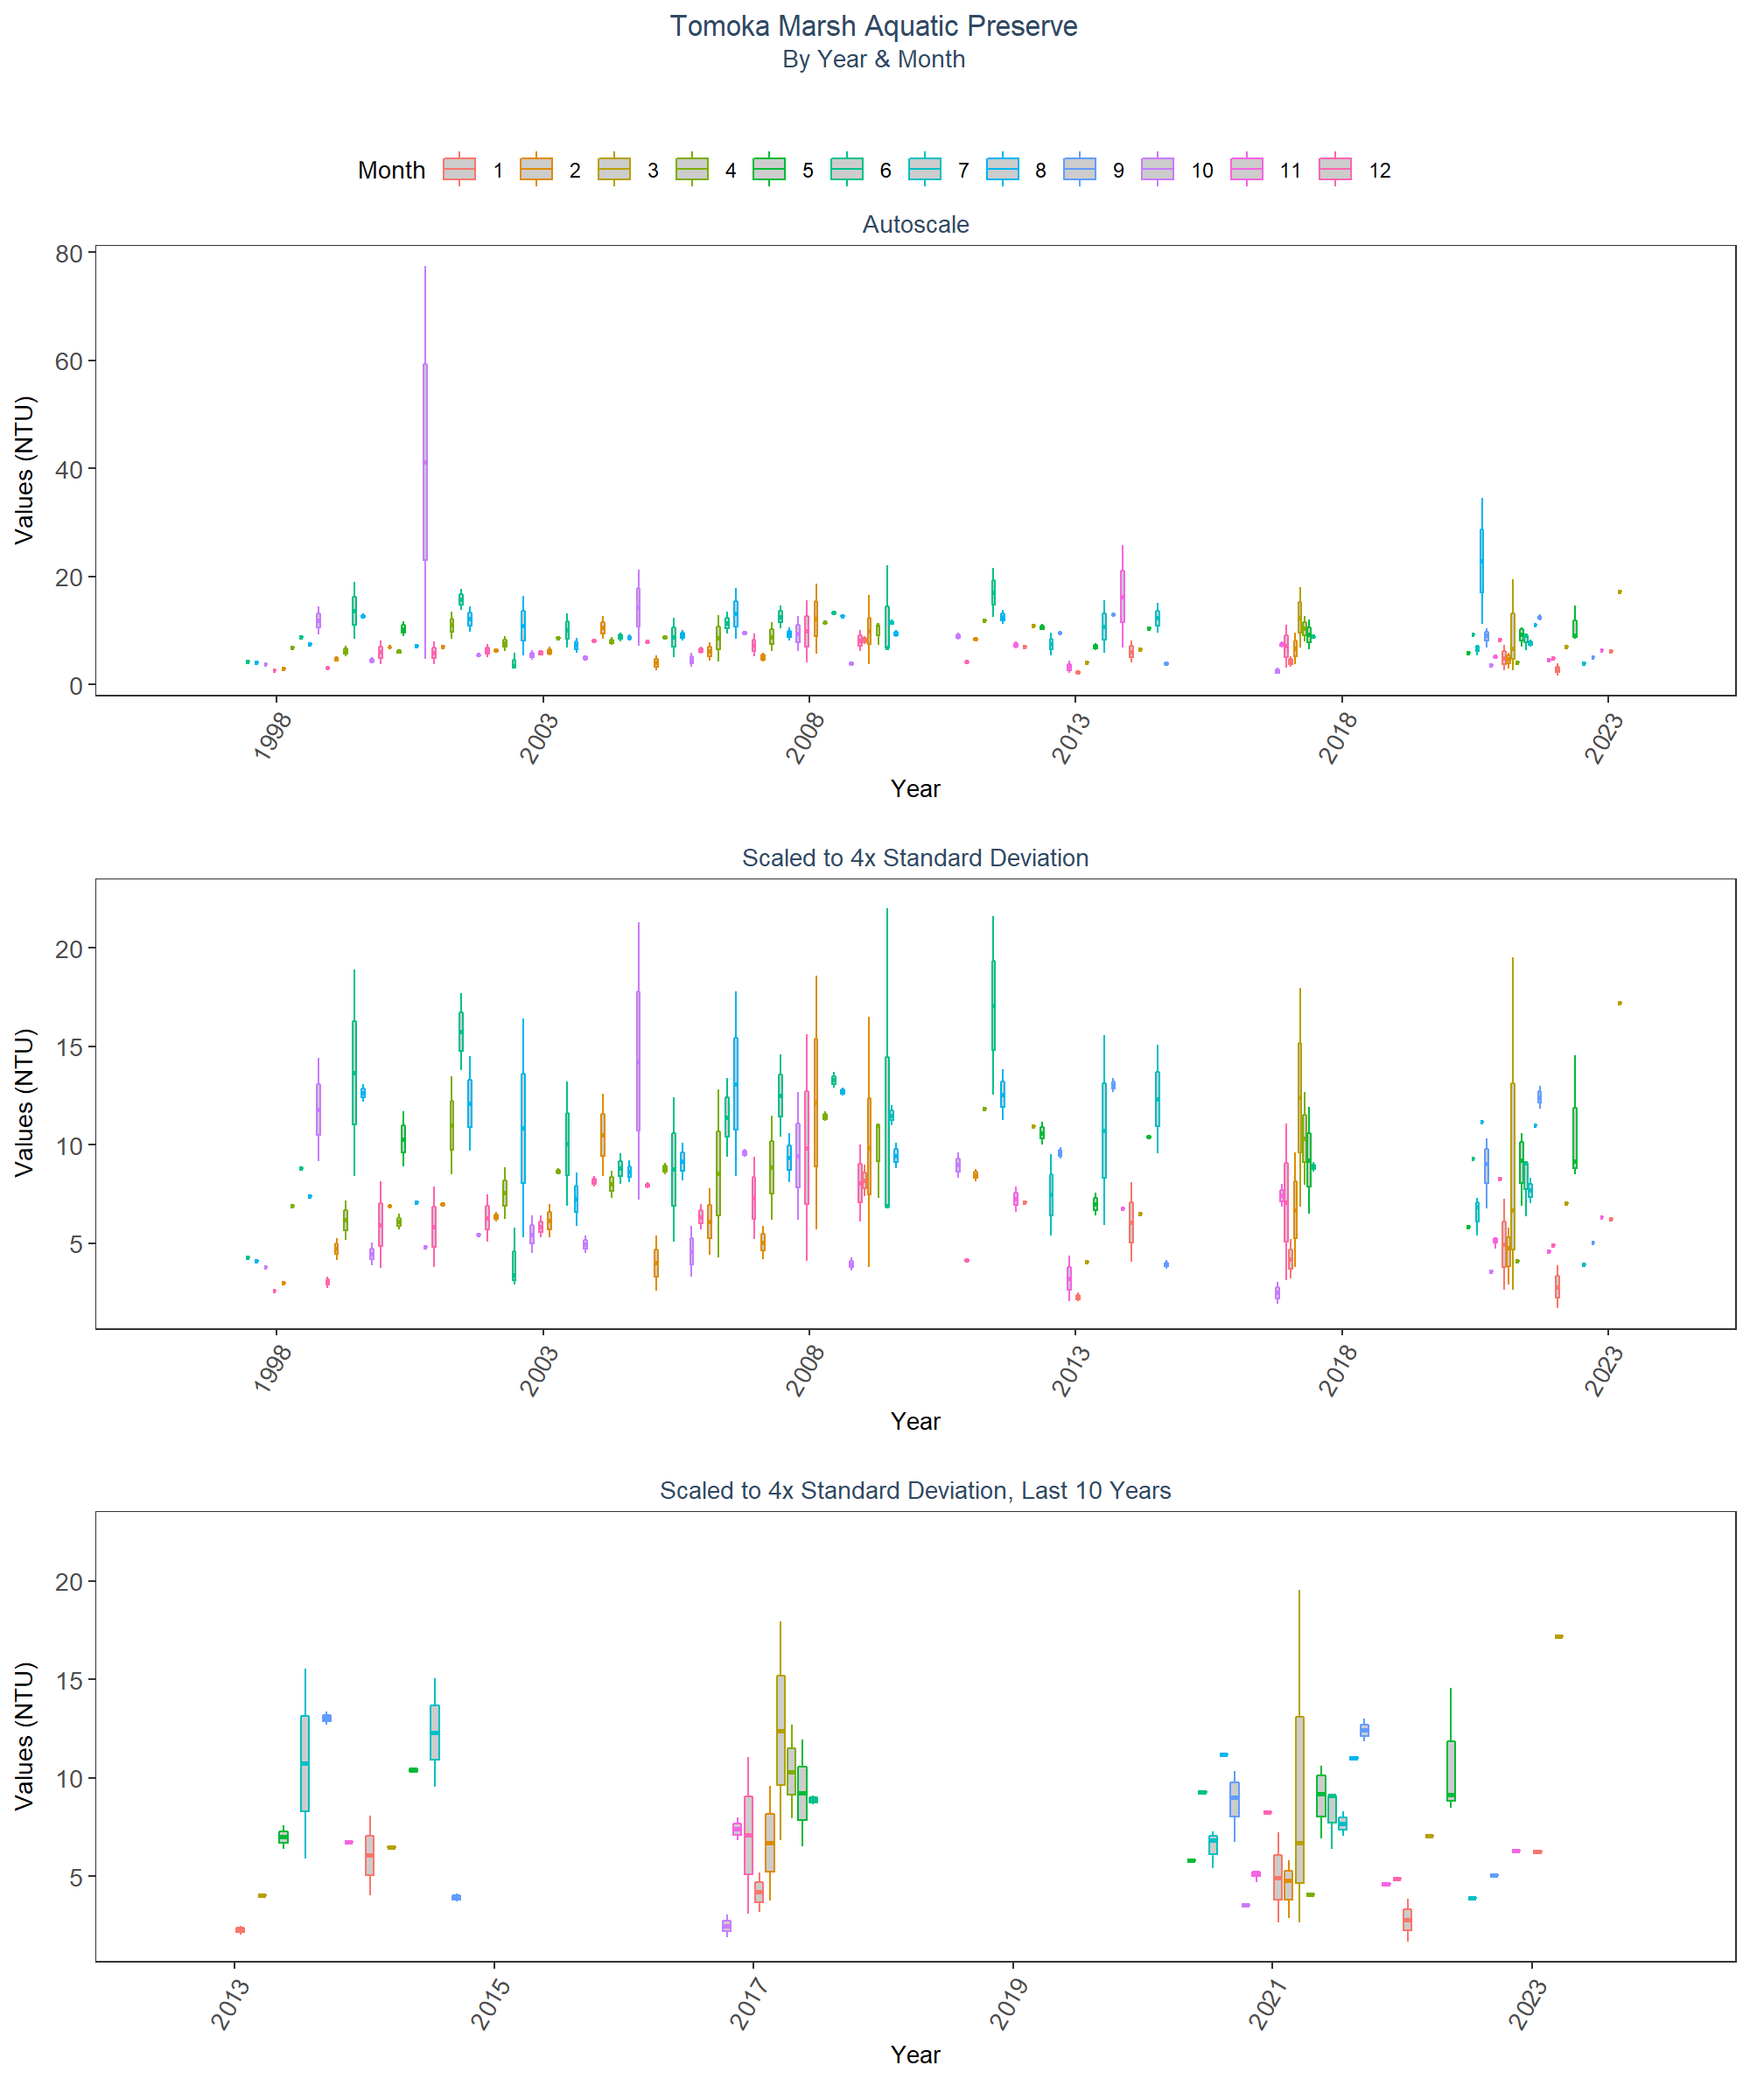 Tomoka Marsh Aquatic Preserve
By Year & Month
Month 1 2 3 4 5 6 7 8 9 10 11 12
Autoscale
Values (NTU)
80
60
40
20
0
1998 2003 2008 2013 2018 2023
Year
Scaled to 4x Standard Deviation
Values (NTU)
20
15
10
5
1998 2003 2008 2013 2018 2023
Year
Scaled to 4x Standard Deviation, Last 10 Years
Values (NTU)
20
15
10
5
2013 2015 2017 2019 2021 2023
Year